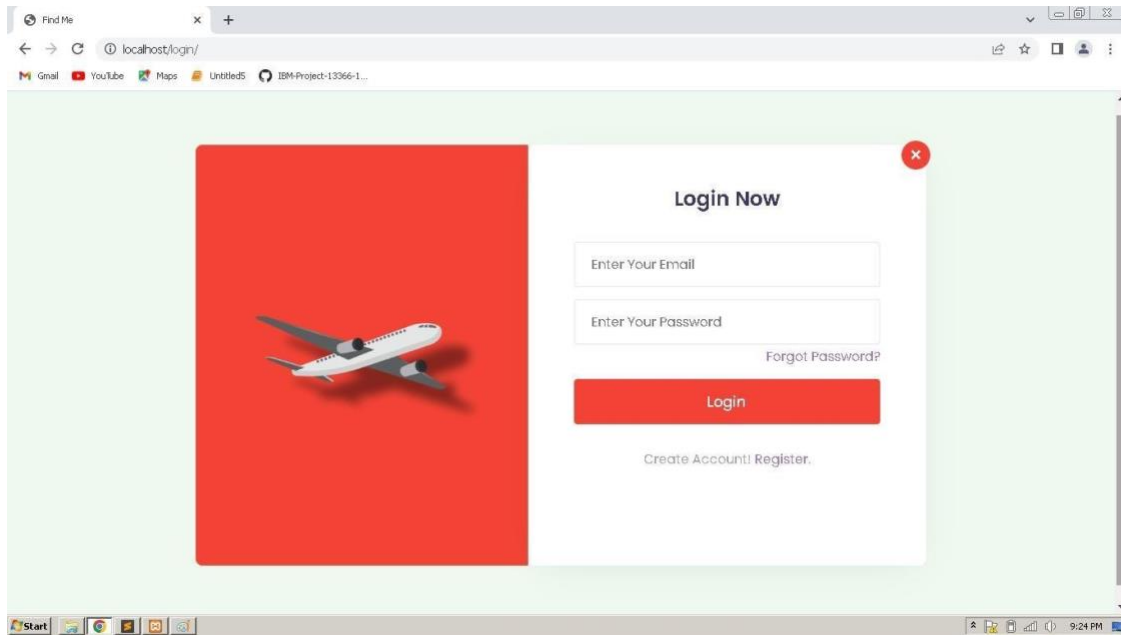 Find Me
localhost/login/
Gmail YouTube Maps Untitled5 IBM-Project-13366-1...
Login Now
Enter Your Email
Enter Your Password
Forgot Password?
Login
Create Account! Register.
Start 9:24 PM